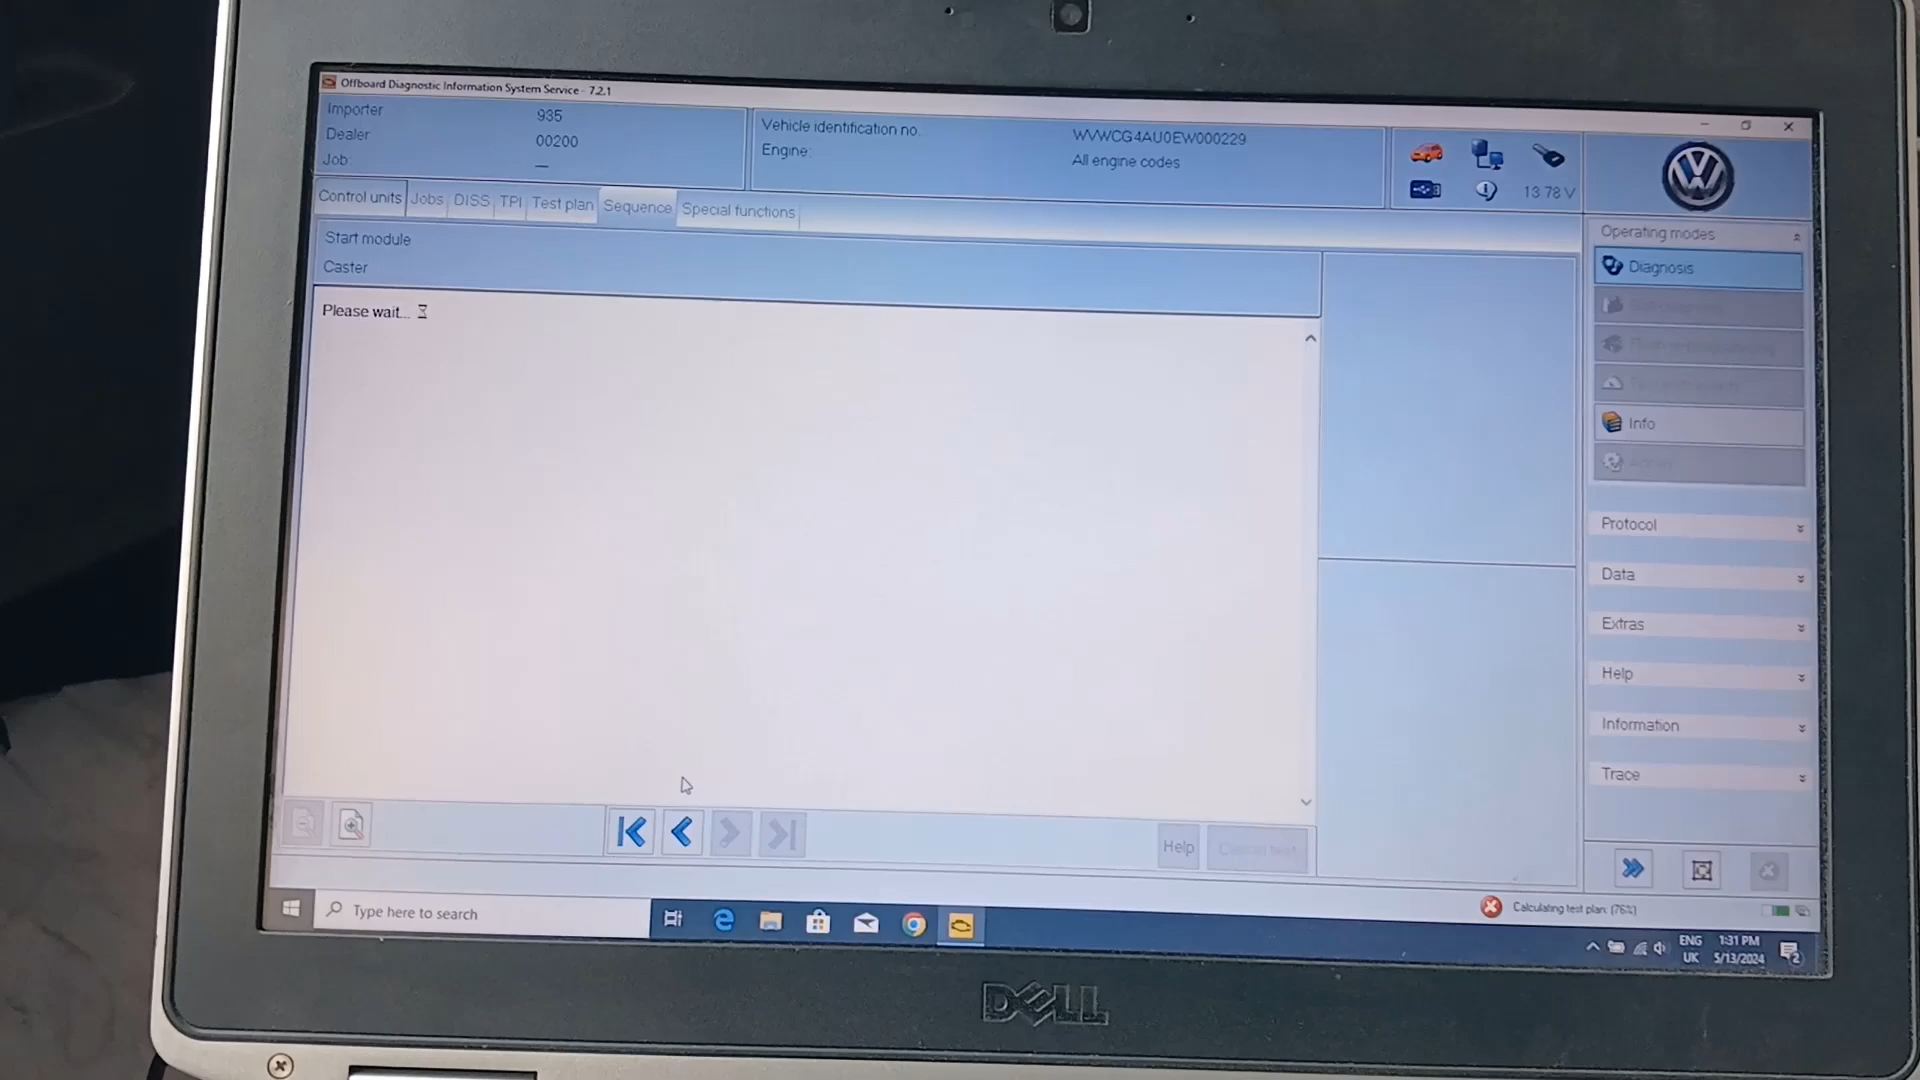 Offboard Diagnostic Information System Service - 7.2.1
Importer 935
Dealer 00200
Job: —
Vehicle identification no. WVWCG4AU0EW000229
Engine: All engine codes
13.78 V
Control units Jobs DISS TPI Test plan Sequence Special functions
Start module
Caster
Please wait...
Operating modes
Diagnosis
Info
Protocol
Data
Extras
Help
Information
Trace
Help
Cancel test
Calculating test plan: (76%)
Type here to search
ENG
UK
1:31 PM
5/13/2024
2
DELL